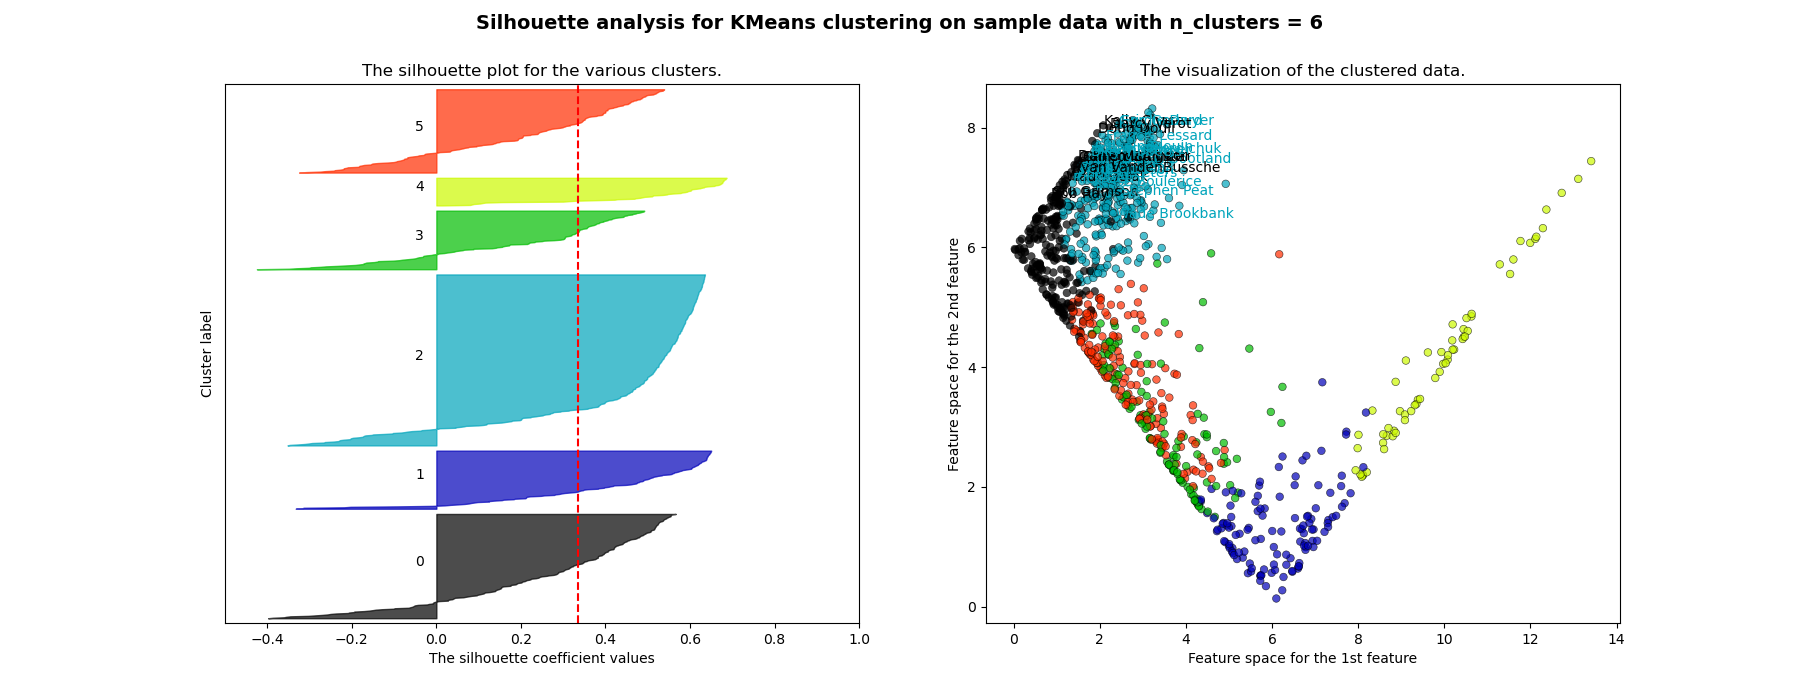 Silhouette analysis for KMeans clustering on sample data with n_clusters = 6
The silhouette plot for the various clusters.
Cluster label
5
4
3
2
1
0
−0.4 −0.2 0.0 0.2 0.4 0.6 0.8 1.0
The silhouette coefficient values
The visualization of the clustered data.
Feature space for the 2nd feature
8
6
4
2
0
Verot
Lessard
VandenBussche
Peat
Brookbank
0 2 4 6 8 10 12 14
Feature space for the 1st feature